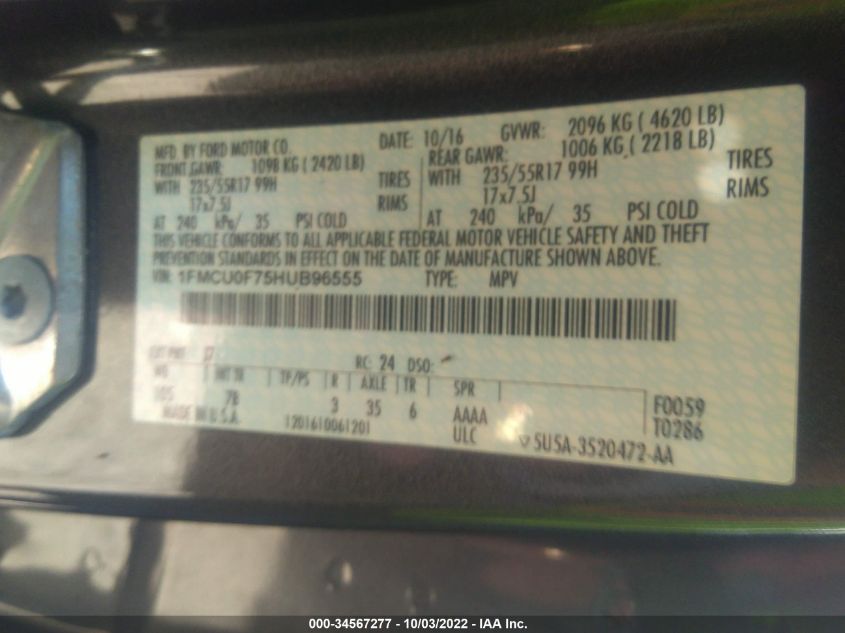 MFD. BY FORD MOTOR CO. DATE: 10/16 GVWR: 2096 KG ( 4620 LB)
FRONT GAWR: 1098 KG ( 2420 LB) REAR GAWR: 1006 KG ( 2218 LB)
WITH 235/55R17 99H TIRES WITH 235/55R17 99H TIRES
17x7.5J RIMS 17x7.5J RIMS
AT 240 kPa/ 35 PSI COLD AT 240 kPa/ 35 PSI COLD
THIS VEHICLE CONFORMS TO ALL APPLICABLE FEDERAL MOTOR VEHICLE SAFETY AND THEFT
PREVENTION STANDARDS IN EFFECT ON THE DATE OF MANUFACTURE SHOWN ABOVE.
VIN: 1FMCU0F75HUB96555 TYPE: MPV
EXT PNT: J7 RC: 24 DSO:
WB INT TR TP/PS R AXLE TR SPR
105 7B 3 35 6 AAAA F0059
MADE IN U.S.A. 1201610061201 ULC T0286
5U5A-3520472-AA
000-34567277 - 10/03/2022 - IAA Inc.